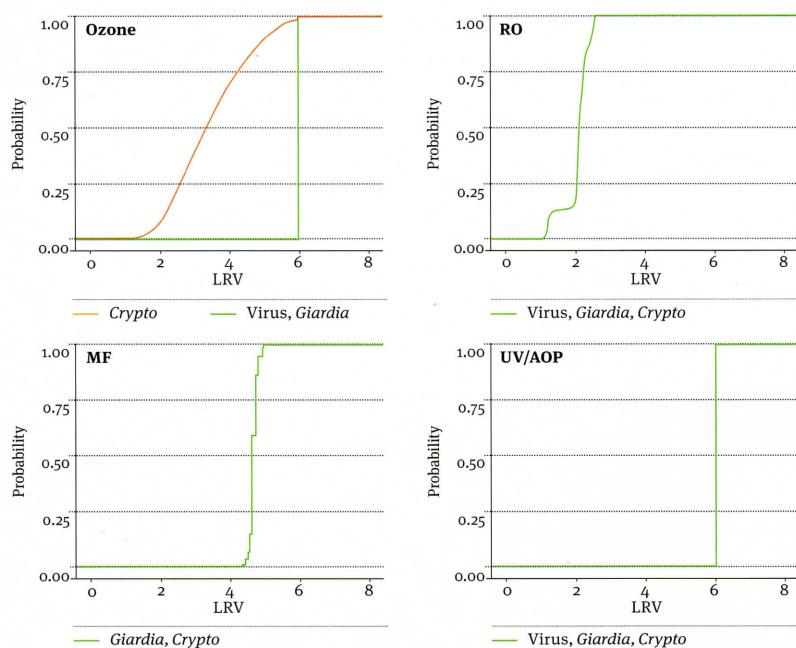 Ozone
Probability
1.00
0.75
0.50
0.25
0.00
0 2 4 6 8
LRV
Crypto Virus, Giardia
RO
Probability
1.00
0.75
0.50
0.25
0.00
0 2 4 6 8
LRV
Virus, Giardia, Crypto
MF
Probability
1.00
0.75
0.50
0.25
0.00
0 2 4 6 8
LRV
Giardia, Crypto
UV/AOP
Probability
1.00
0.75
0.50
0.25
0.00
0 2 4 6 8
LRV
Virus, Giardia, Crypto